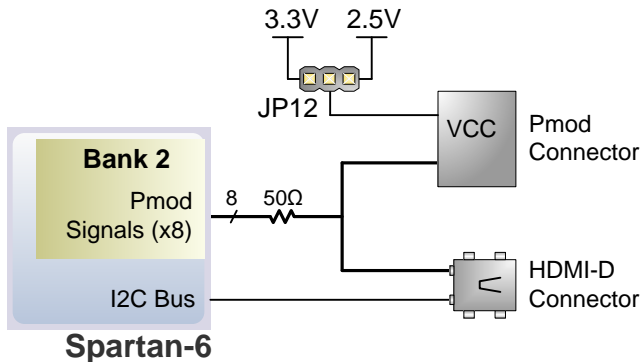 3.3V 2.5V
JP12
VCC
Pmod
Connector
Bank 2
Pmod
Signals (x8)
8
50Ω
I2C Bus
HDMI-D
Connector
Spartan-6